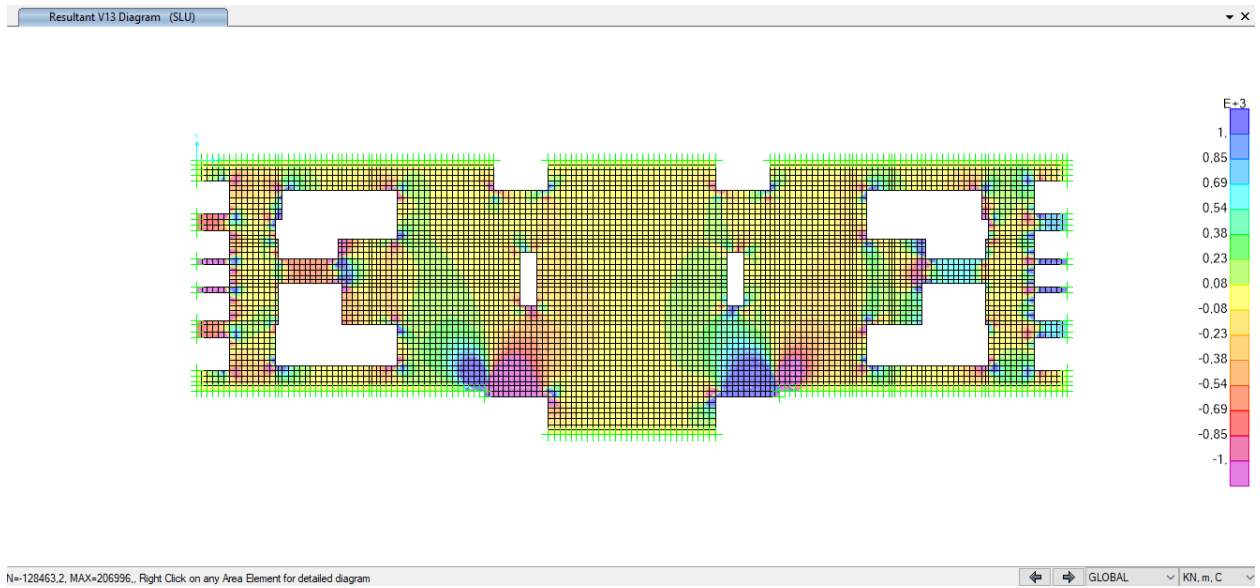 Resultant V13 Diagram (SLU)
E+3
1,
0,85
0,69
0,54
0,38
0,23
0,08
-0,08
-0,23
-0,38
-0,54
-0,69
-0,85
-1,
N=-128463,2, MAX=206996,, Right Click on any Area Element for detailed diagram
GLOBAL
KN, m, C